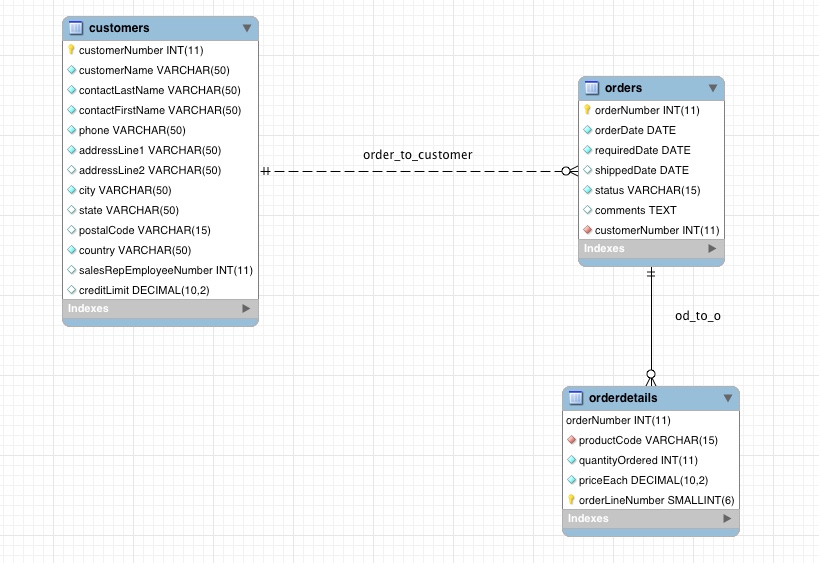 customers
customerNumber INT(11)
customerName VARCHAR(50)
contactLastName VARCHAR(50)
contactFirstName VARCHAR(50)
phone VARCHAR(50)
addressLine1 VARCHAR(50)
addressLine2 VARCHAR(50)
city VARCHAR(50)
state VARCHAR(50)
postalCode VARCHAR(15)
country VARCHAR(50)
salesRepEmployeeNumber INT(11)
creditLimit DECIMAL(10,2)
Indexes
order_to_customer
orders
orderNumber INT(11)
orderDate DATE
requiredDate DATE
shippedDate DATE
status VARCHAR(15)
comments TEXT
customerNumber INT(11)
Indexes
od_to_o
orderdetails
orderNumber INT(11)
productCode VARCHAR(15)
quantityOrdered INT(11)
priceEach DECIMAL(10,2)
orderLineNumber SMALLINT(6)
Indexes